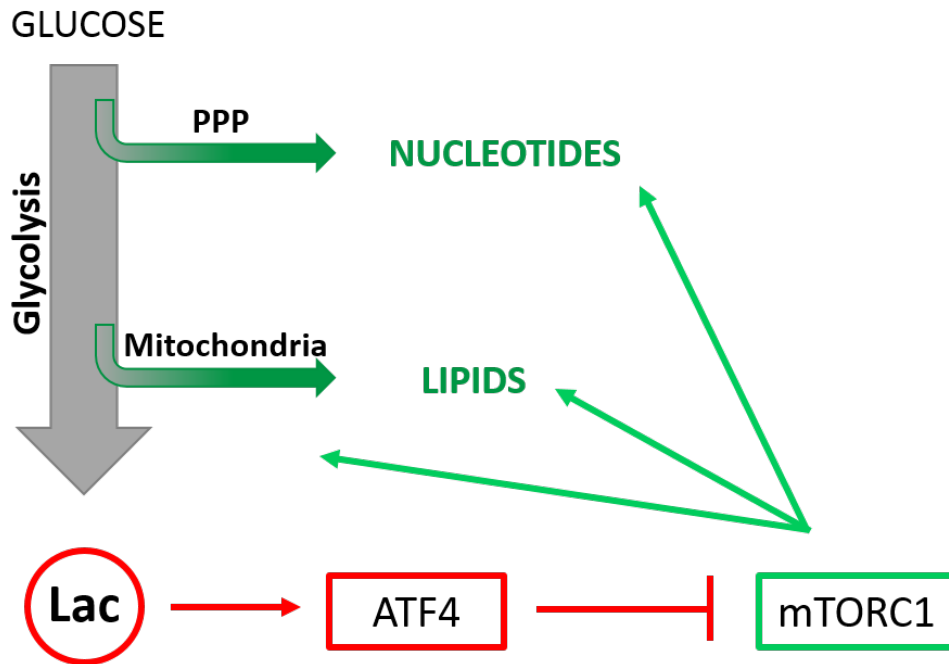 GLUCOSE
PPP
NUCLEOTIDES
Glycolysis
Mitochondria
LIPIDS
Lac
ATF4
mTORC1